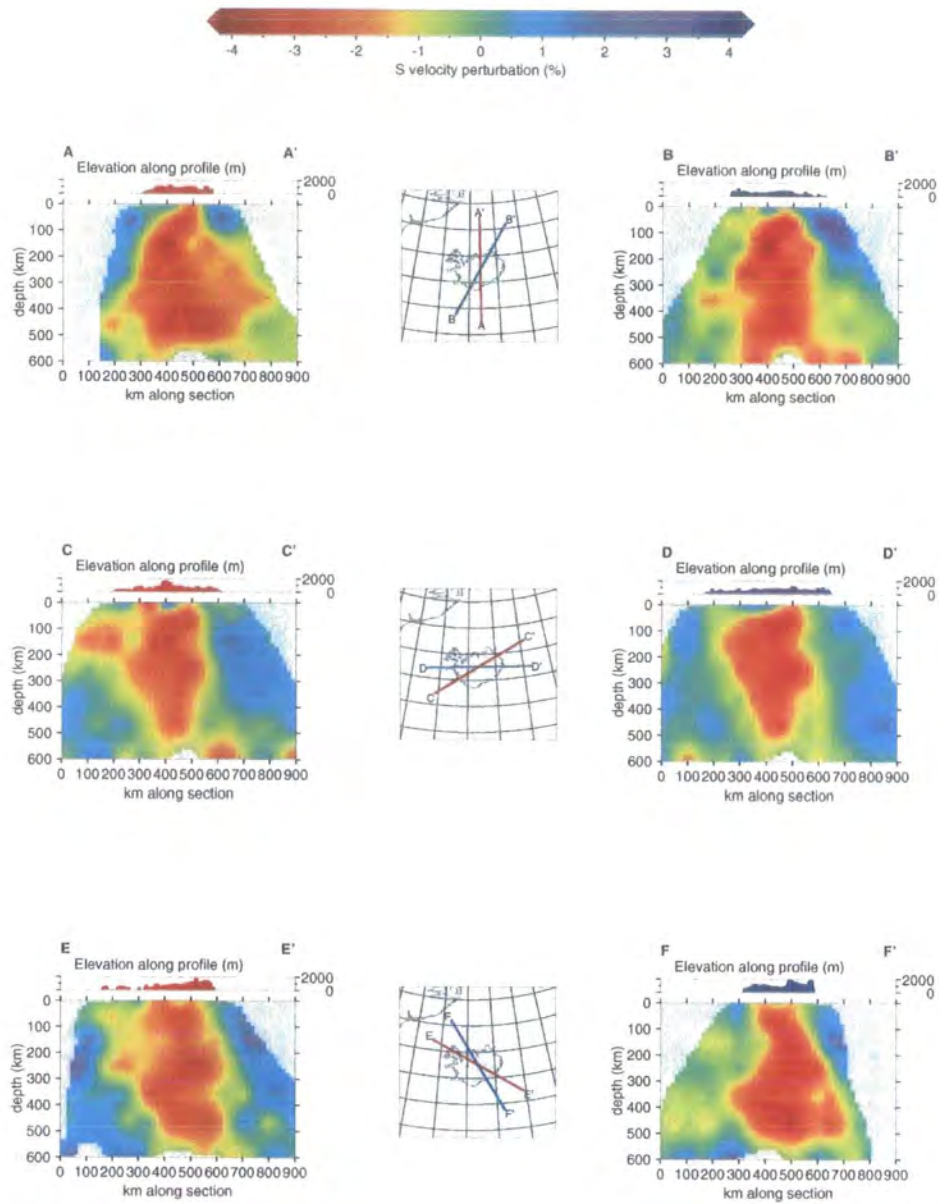 -4 -3 -2 -1 0 1 2 3 4
S velocity perturbation (%)
A A'
Elevation along profile (m)
2000
0
0
100
200
300
400
500
600
depth (km)
0 100 200 300 400 500 600 700 800 900
km along section
A'
B'
B
A
B B'
Elevation along profile (m)
2000
0
0
100
200
300
400
500
600
depth (km)
0 100 200 300 400 500 600 700 800 900
km along section
C C'
Elevation along profile (m)
2000
0
0
100
200
300
400
500
600
depth (km)
0 100 200 300 400 500 600 700 800 900
km along section
C'
D
D'
C
D D'
Elevation along profile (m)
2000
0
0
100
200
300
400
500
600
depth (km)
0 100 200 300 400 500 600 700 800 900
km along section
E E'
Elevation along profile (m)
2000
0
0
100
200
300
400
500
600
depth (km)
0 100 200 300 400 500 600 700 800 900
km along section
F
E
E'
F'
F F'
Elevation along profile (m)
2000
0
0
100
200
300
400
500
600
depth (km)
0 100 200 300 400 500 600 700 800 900
km along section